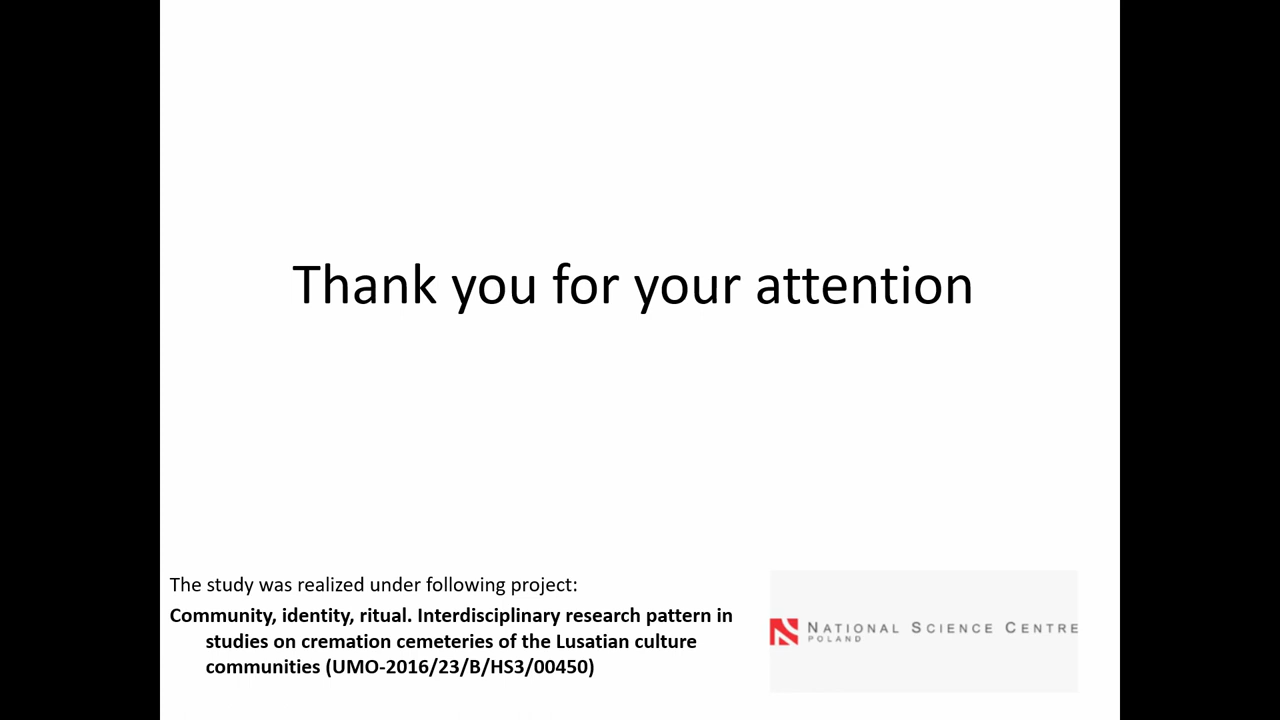 Thank you for your attention
The study was realized under following project:
Community, identity, ritual. Interdisciplinary research pattern in
studies on cremation cemeteries of the Lusatian culture
communities (UMO-2016/23/B/HS3/00450)
NATIONAL SCIENCE CENTRE
POLAND